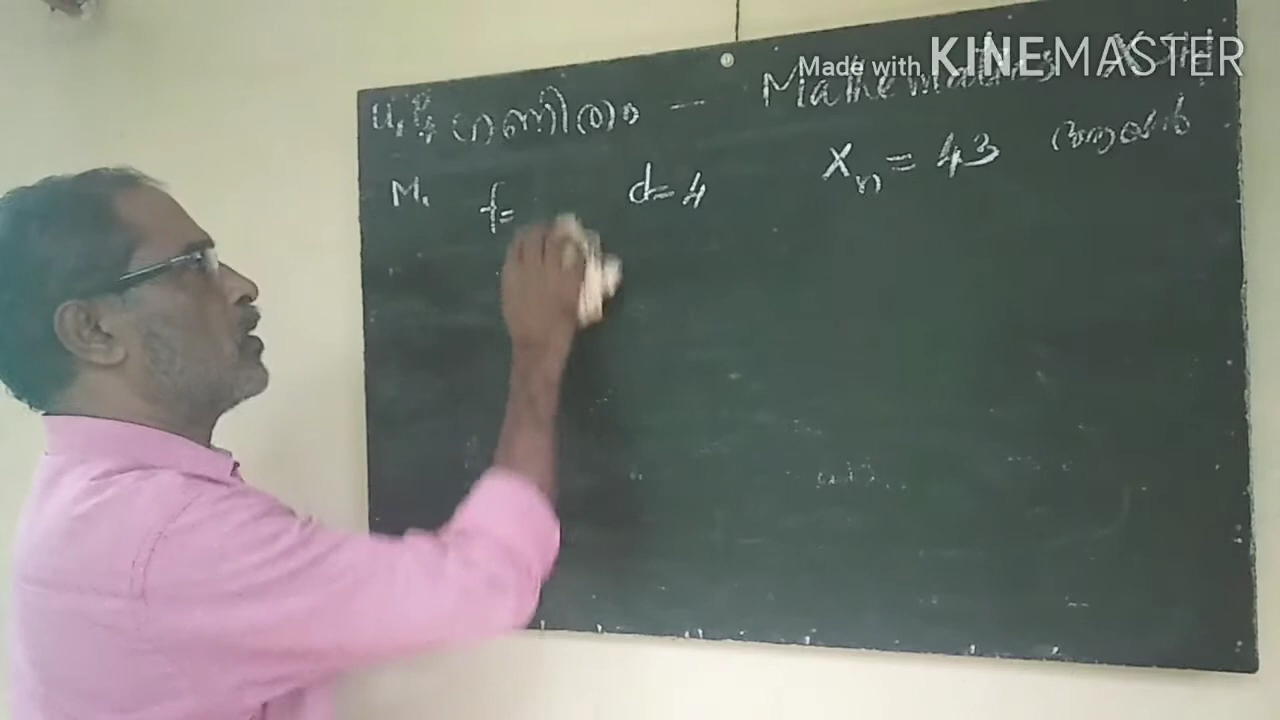 Made with KINEMASTER
ഗണിതം — Mathematics
M. f= d=4 Xn = 43 ആയാൽ